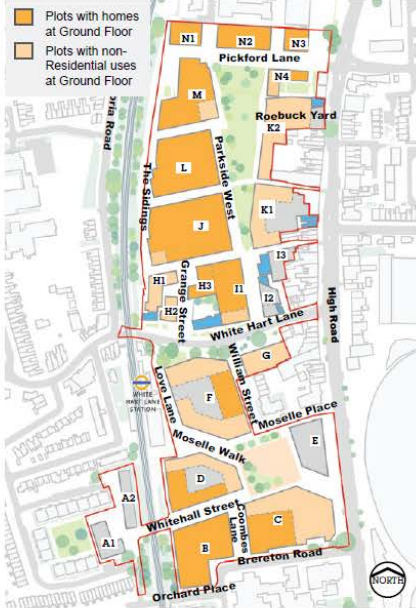 Plots with homes
at Ground Floor
Plots with non-
Residential uses
at Ground Floor
N1
N2
N3
Pickford Lane
N4
M
Roebuck Yard
K2
oria Road
The Sidings
Parkside West
L
K1
J
I3
H1
Grange Street
H3
I1
I2
H2
High Road
White Hart Lane
G
Love Lane
William Street
WHITE
HART LANE
STATION
F
Moselle Place
E
Moselle Walk
D
A2
Whitehall Street
Coombes
Lane
C
A1
B
Brereton Road
Orchard Place
NORTH